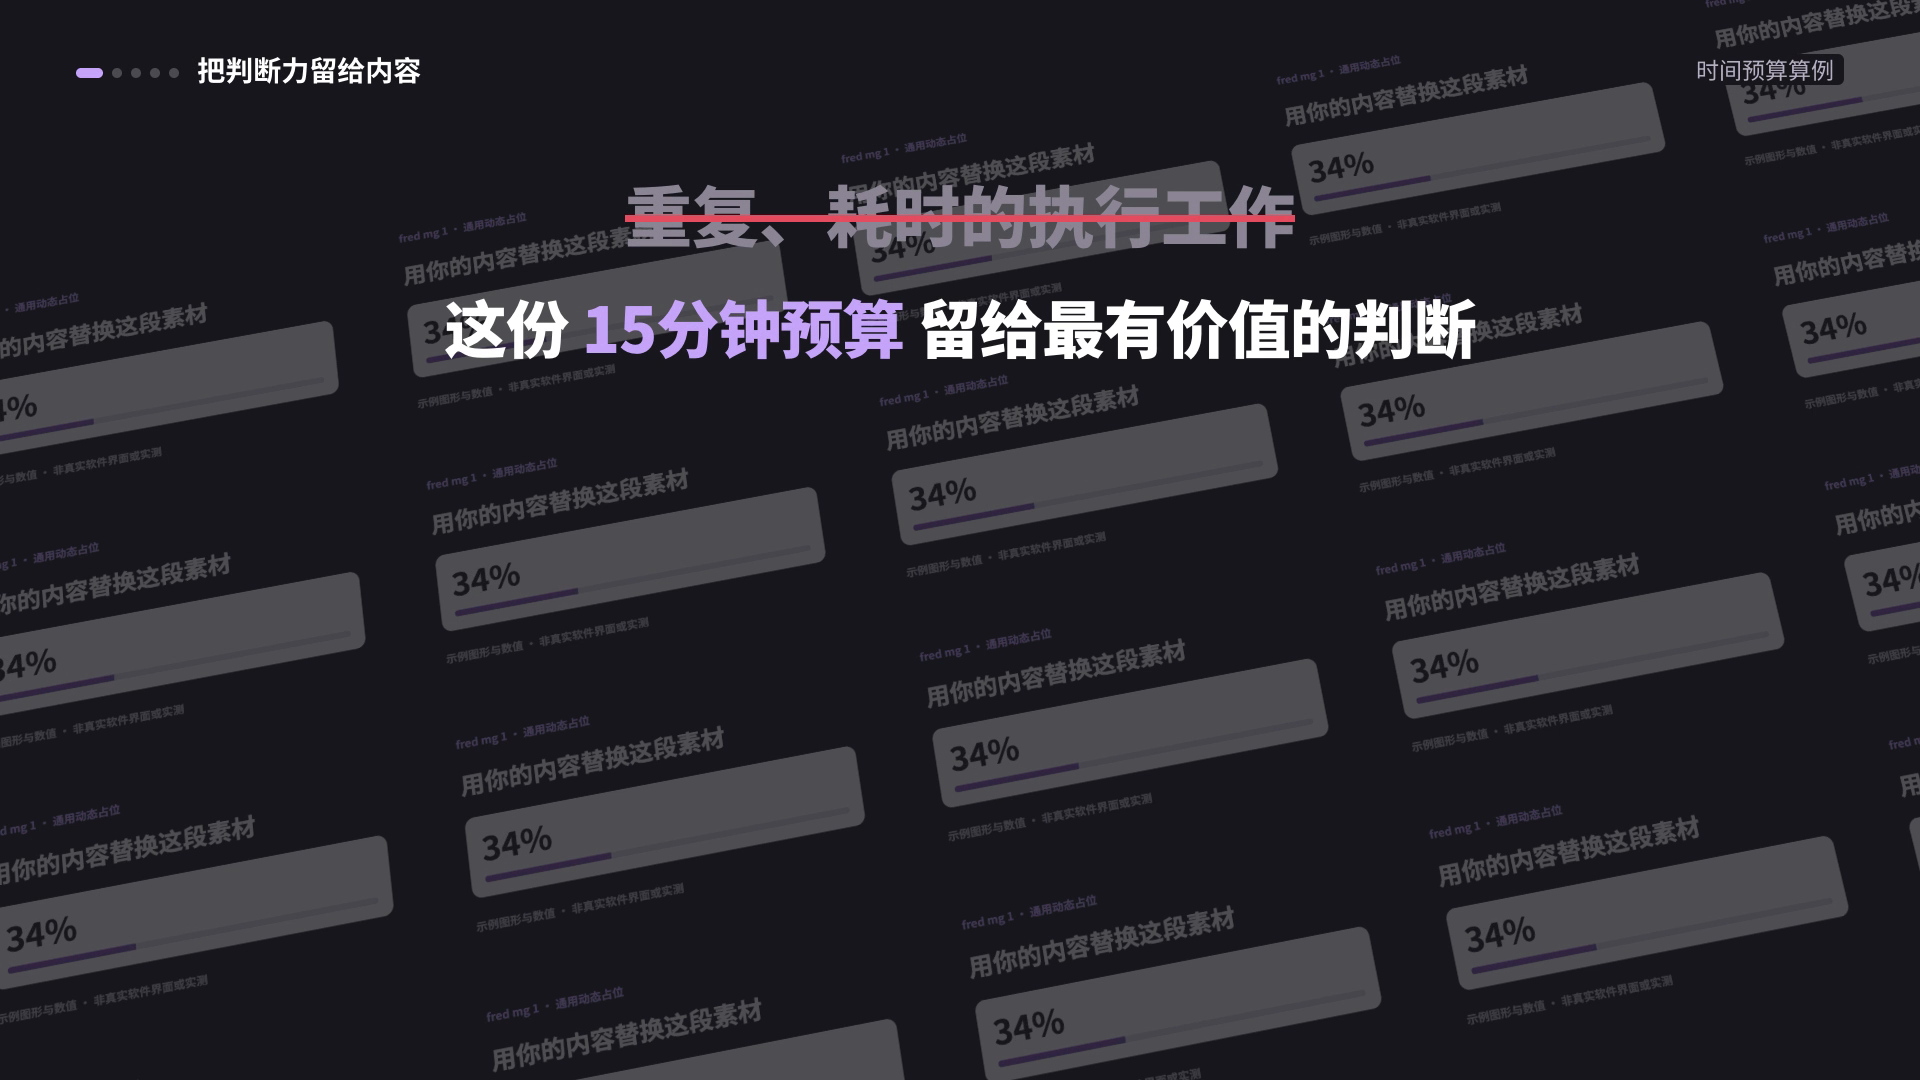 把判断力留给内容
时间预算算例
重复、耗时的执行工作
这份 15分钟预算 留给最有价值的判断
fred mg 1 · 通用动态占位
用你的内容替换这段素材
34%
示例图形与数值 · 非真实软件界面或实测